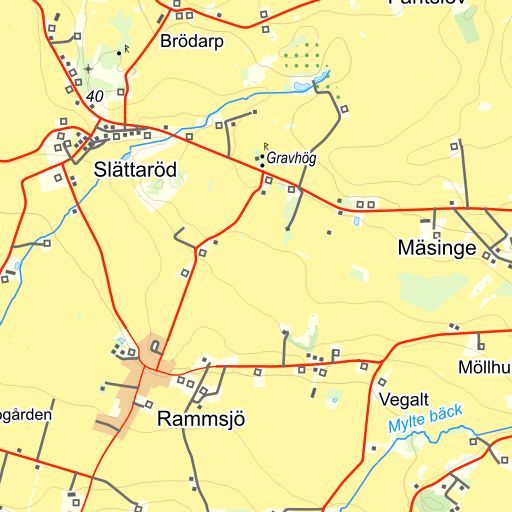 Brödarp
40
R
Gravhög
R
Slättaröd
Mäsinge
P
Möllhu
Vegalt
Rammsjö
gården
Mylte bäck